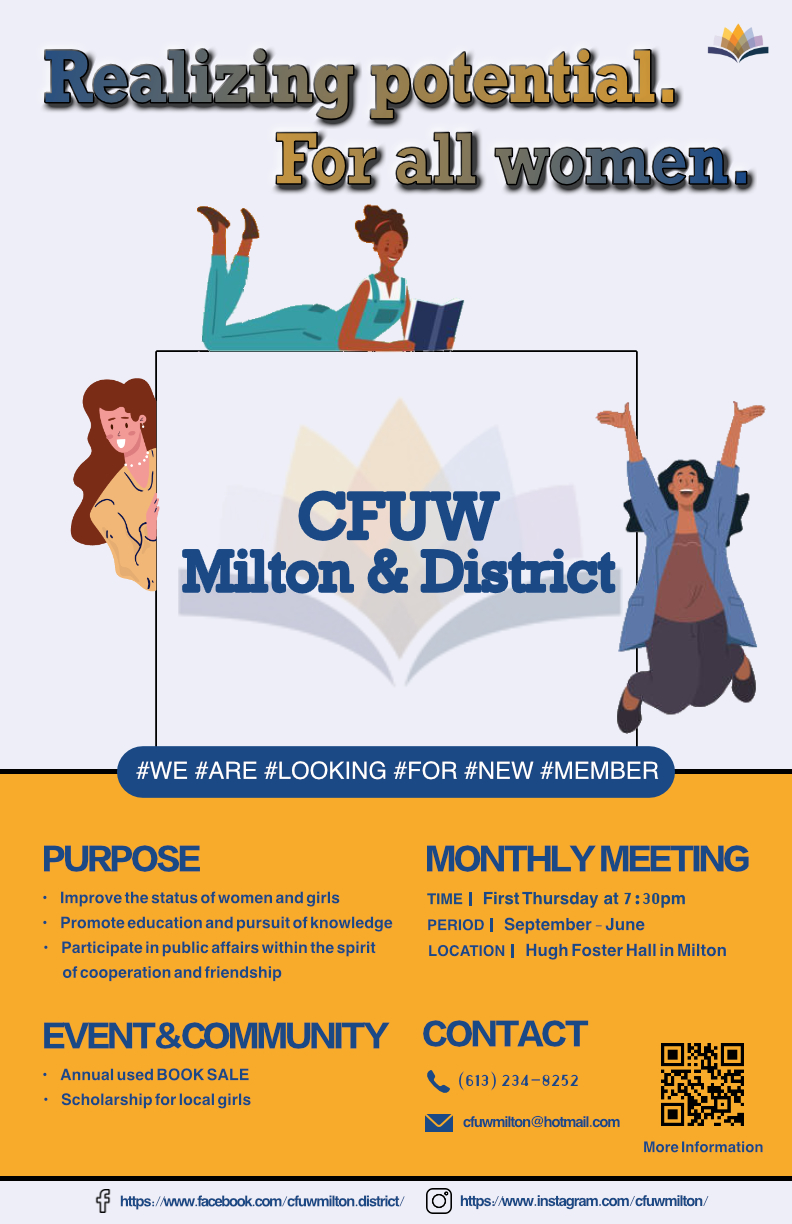 Realizing potential.
For all women.
CFUW
Milton & District
#WE #ARE #LOOKING #FOR #NEW #MEMBER
PURPOSE
• Improve the status of women and girls
• Promote education and pursuit of knowledge
• Participate in public affairs within the spirit
of cooperation and friendship
EVENT&COMMUNITY
• Annual used BOOK SALE
• Scholarship for local girls
MONTHLY MEETING
TIME | First Thursday at 7:30pm
PERIOD | September - June
LOCATION | Hugh Foster Hall in Milton
CONTACT
(613) 234-8252
cfuwmilton@hotmail.com
More Information
https://www.facebook.com/cfuwmilton.district/
https://www.instagram.com/cfuwmilton/